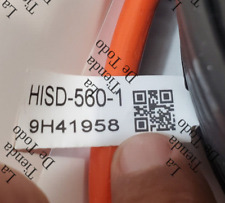 La Tienda De Todo
La Tienda De Todo
HISD-560-1
9H41958
La Tienda De Todo